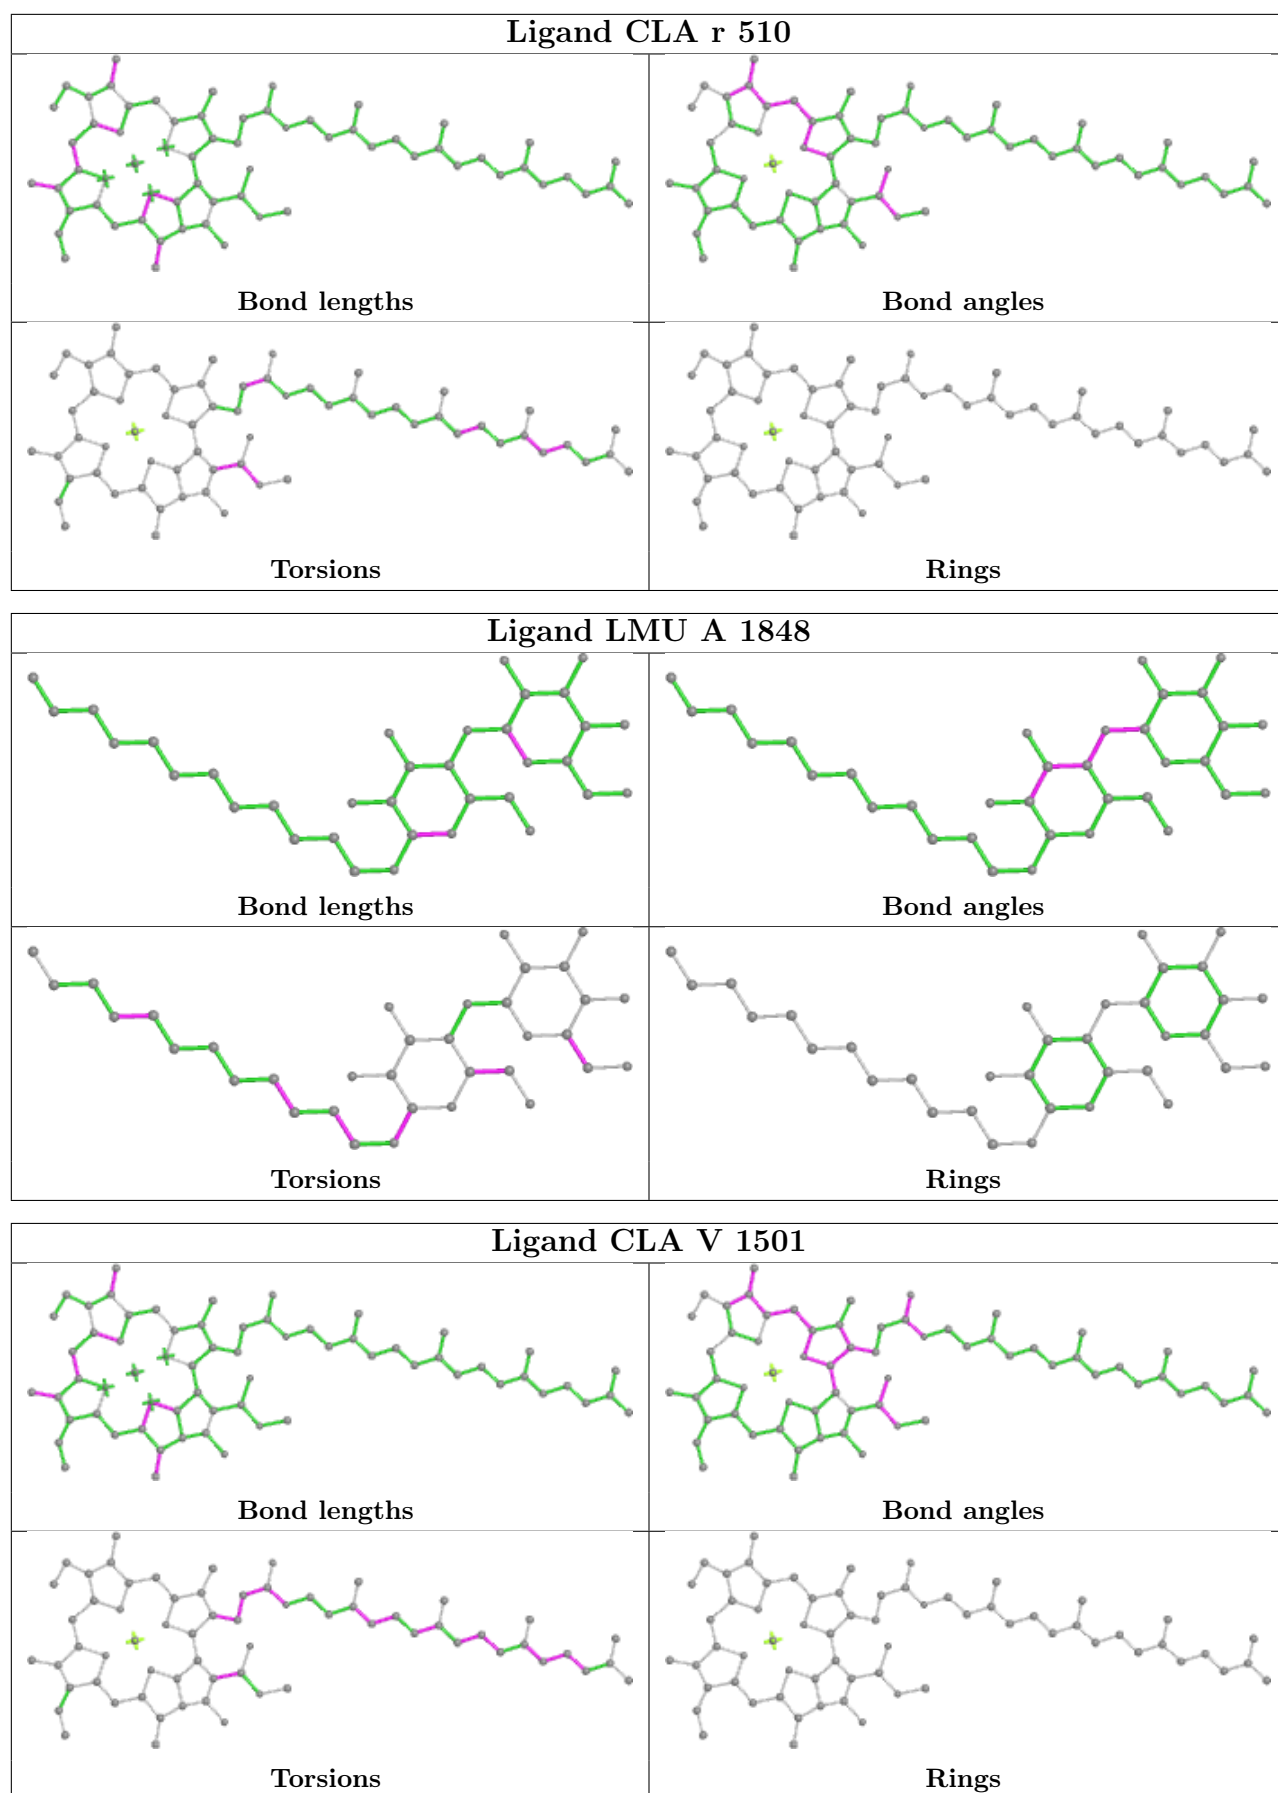 Ligand CLA r 510
Bond lengths
Bond angles
Torsions
Rings
Ligand LMU A 1848
Bond lengths
Bond angles
Torsions
Rings
Ligand CLA V 1501
Bond lengths
Bond angles
Torsions
Rings